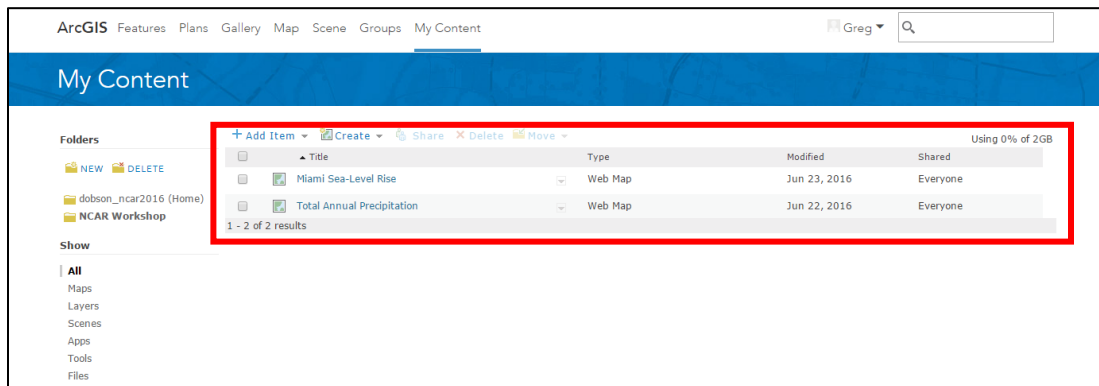 ArcGIS Features Plans Gallery Map Scene Groups My Content Greg
My Content
Folders
NEW DELETE
dobson_ncar2016 (Home)
NCAR Workshop
Show
All
Maps
Layers
Scenes
Apps
Tools
Files
+ Add Item Create Share Delete Move Using 0% of 2GB
Title Type Modified Shared
Miami Sea-Level Rise Web Map Jun 23, 2016 Everyone
Total Annual Precipitation Web Map Jun 22, 2016 Everyone
1 - 2 of 2 results